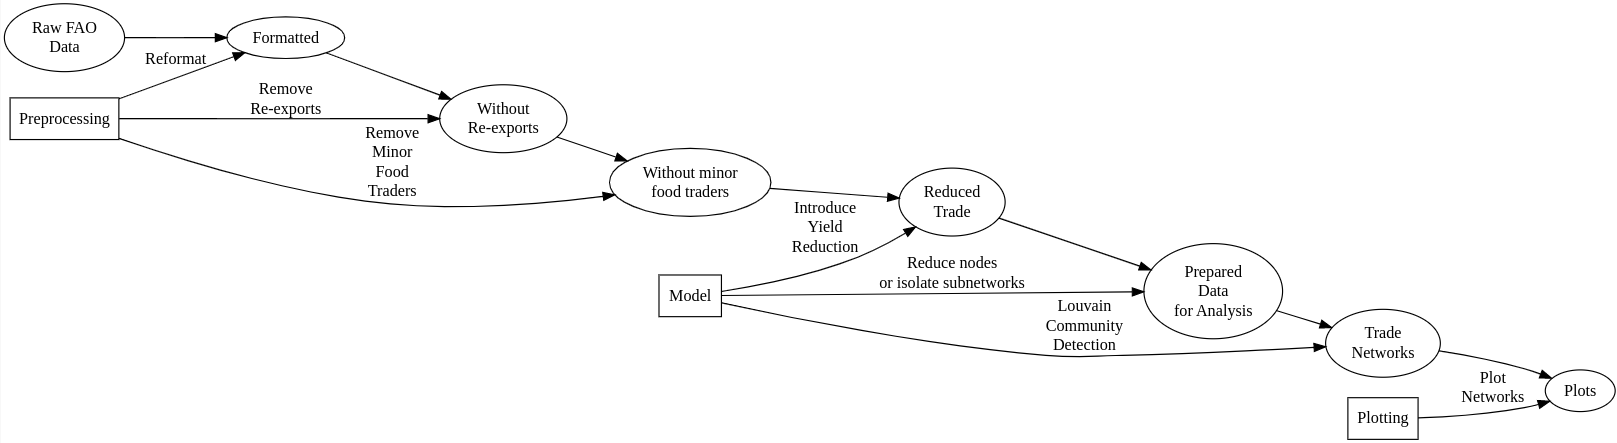 Raw FAO
Data
Formatted
Reformat
Preprocessing
Remove
Re-exports
Without
Re-exports
Remove
Minor
Food
Traders
Without minor
food traders
Reduced
Trade
Introduce
Yield
Reduction
Model
Reduce nodes
or isolate subnetworks
Prepared
Data
for Analysis
Louvain
Community
Detection
Trade
Networks
Plot
Networks
Plots
Plotting